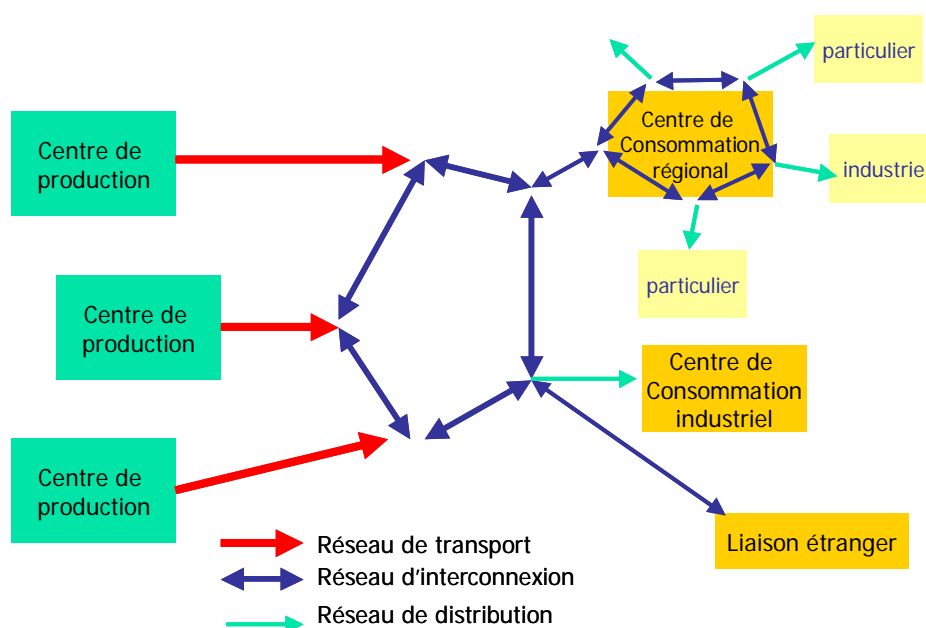 particulier
Centre de
Consommation
régional
Centre de
production
industrie
particulier
Centre de
production
Centre de
Consommation
industriel
Centre de
production
Liaison étranger
Réseau de transport
Réseau d'interconnexion
Réseau de distribution